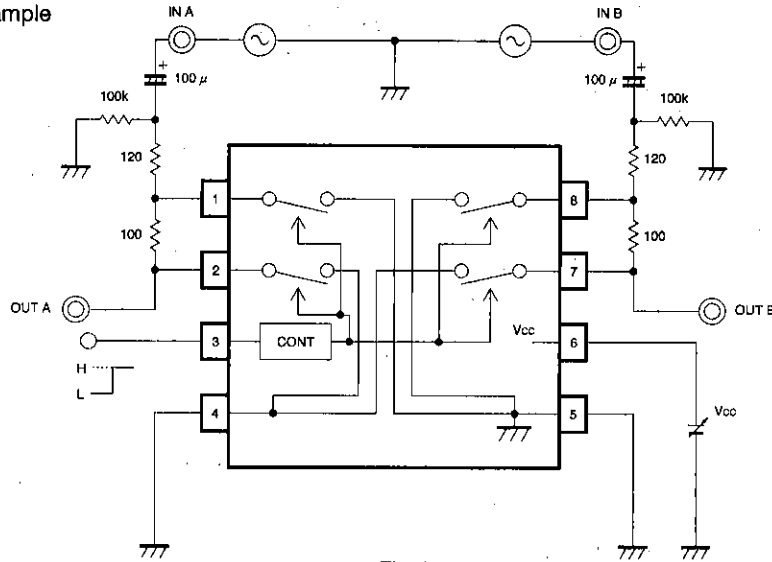 ample
IN A
IN B
+
100 μ
+
100 μ
100k
100k
120
120
1
8
100
100
2
7
OUT A
OUT B
3
CONT
Vcc
6
H
L
4
5
Vcc